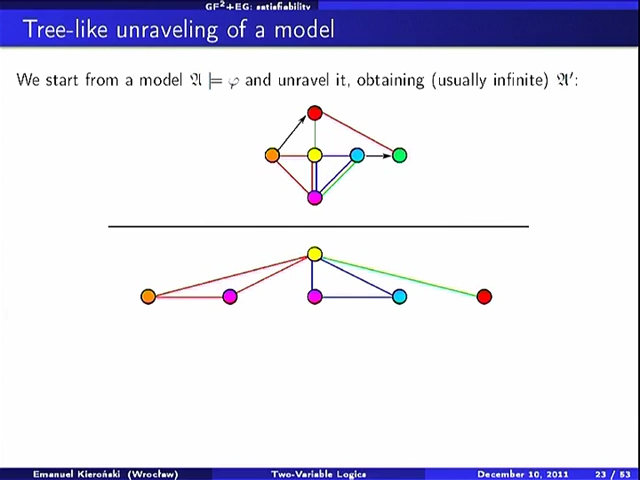 GF²+EG: satisfiability
Tree-like unraveling of a model
We start from a model 𝔄 ⊨ φ and unravel it, obtaining (usually infinite) 𝔄′:
Emanuel Kieroński (Wrocław) Two-Variable Logics December 10, 2011 23 / 53